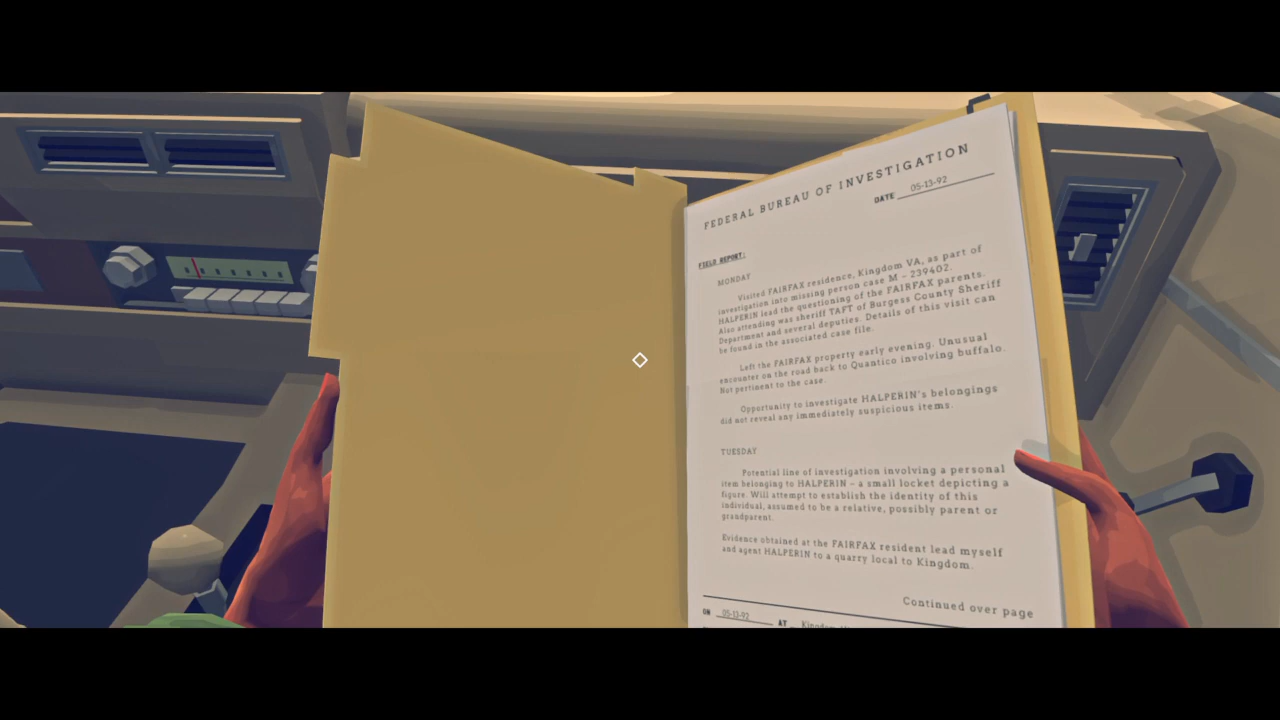 FEDERAL BUREAU OF INVESTIGATION
DATE 05-13-92
FIELD REPORT:
MONDAY
Visited FAIRFAX residence, Kingdom VA, as part of
investigation into missing person case M – 239402.
HALPERIN lead the questioning of the FAIRFAX parents.
Also attending was sheriff TAFT of Burgess County Sheriff
Department and several deputies. Details of this visit can
be found in the associated case file.
Left the FAIRFAX property early evening. Unusual
encounter on the road back to Quantico involving buffalo.
Not pertinent to the case.
Opportunity to investigate HALPERIN's belongings
did not reveal any immediately suspicious items.
TUESDAY
Potential line of investigation involving a personal
item belonging to HALPERIN – a small locket depicting a
figure. Will attempt to establish the identity of this
individual, assumed to be a relative, possibly parent or
grandparent.
Evidence obtained at the FAIRFAX resident lead myself
and agent HALPERIN to a quarry local to Kingdom.
Continued over page
ON 05-13-92 AT